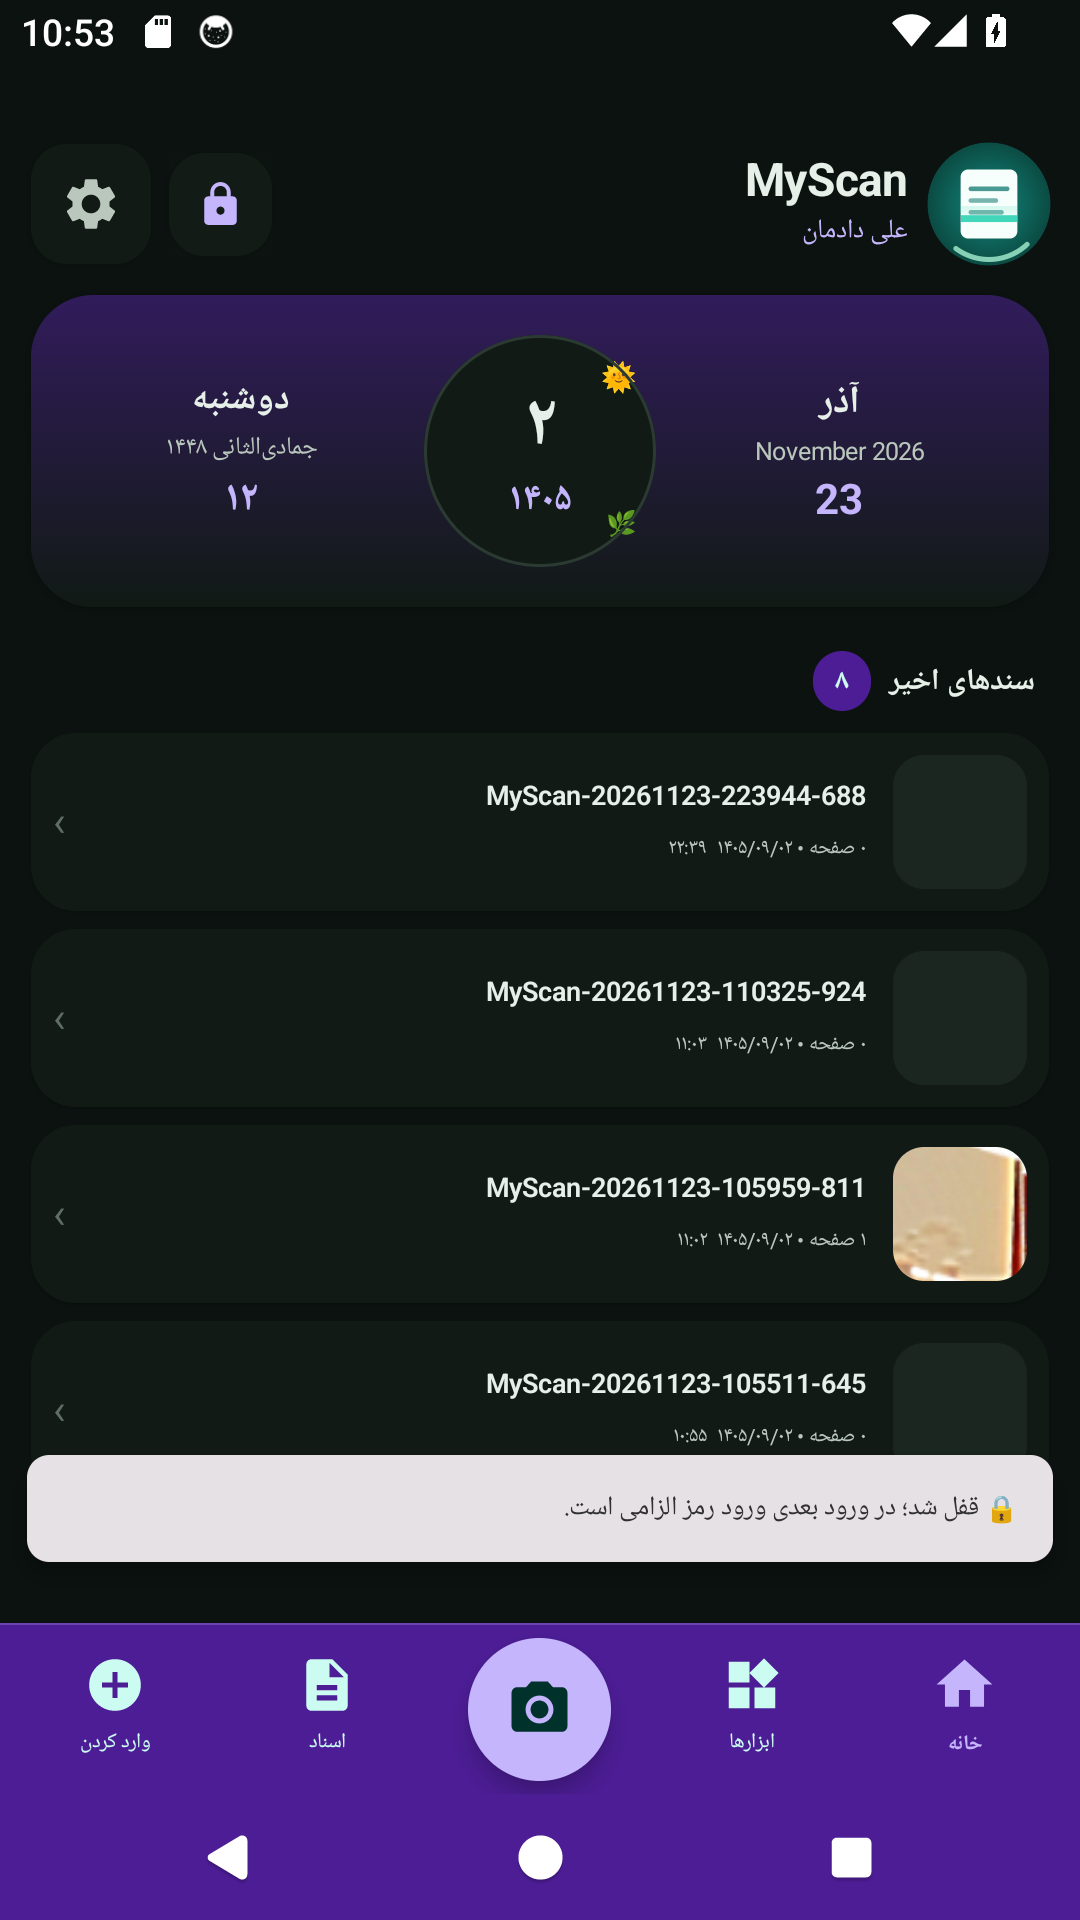 10:53
MyScan
علی دادمان
آذر
November 2026
23
۲
۱۴۰۵
دوشنبه
جمادی‌الثانی ۱۴۴۸
۱۲
سندهای اخیر
۸
MyScan-20261123-223944-688
۰ صفحه • ۱۴۰۵/۰۹/۰۲ ۲۲:۳۹
MyScan-20261123-110325-924
۰ صفحه • ۱۴۰۵/۰۹/۰۲ ۱۱:۰۳
MyScan-20261123-105959-811
۱ صفحه • ۱۴۰۵/۰۹/۰۲ ۱۱:۰۲
MyScan-20261123-105511-645
۰ صفحه • ۱۴۰۵/۰۹/۰۲ ۱۰:۵۵
🔒 قفل شد؛ در ورود بعدی ورود رمز الزامی است.
خانه
ابزارها
اسناد
وارد کردن